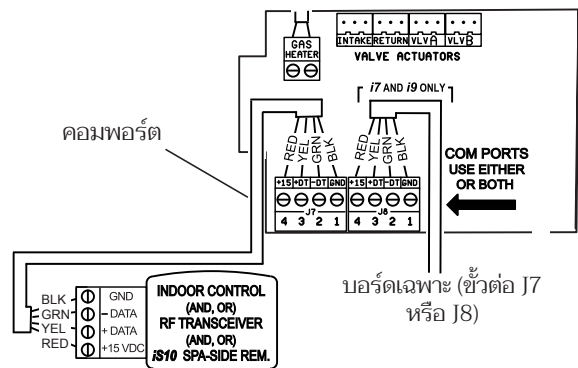 GAS
HEATER
INTAKE RETURN VLV A VLV B
VALVE ACTUATORS
i7 AND i9 ONLY
คอมพอร์ต
RED YEL GRN BLK RED YEL GRN BLK
COM PORTS
USE EITHER
OR BOTH
+15 +DT -DT GND +15 +DT -DT GND
J7 J8
4 3 2 1 4 3 2 1
บอร์ดเฉพาะ (ขั้วต่อ J7
หรือ J8)
BLK GND
GRN – DATA
YEL + DATA
RED +15 VDC
INDOOR CONTROL
(AND, OR)
RF TRANSCEIVER
(AND, OR)
iS10 SPA-SIDE REM.